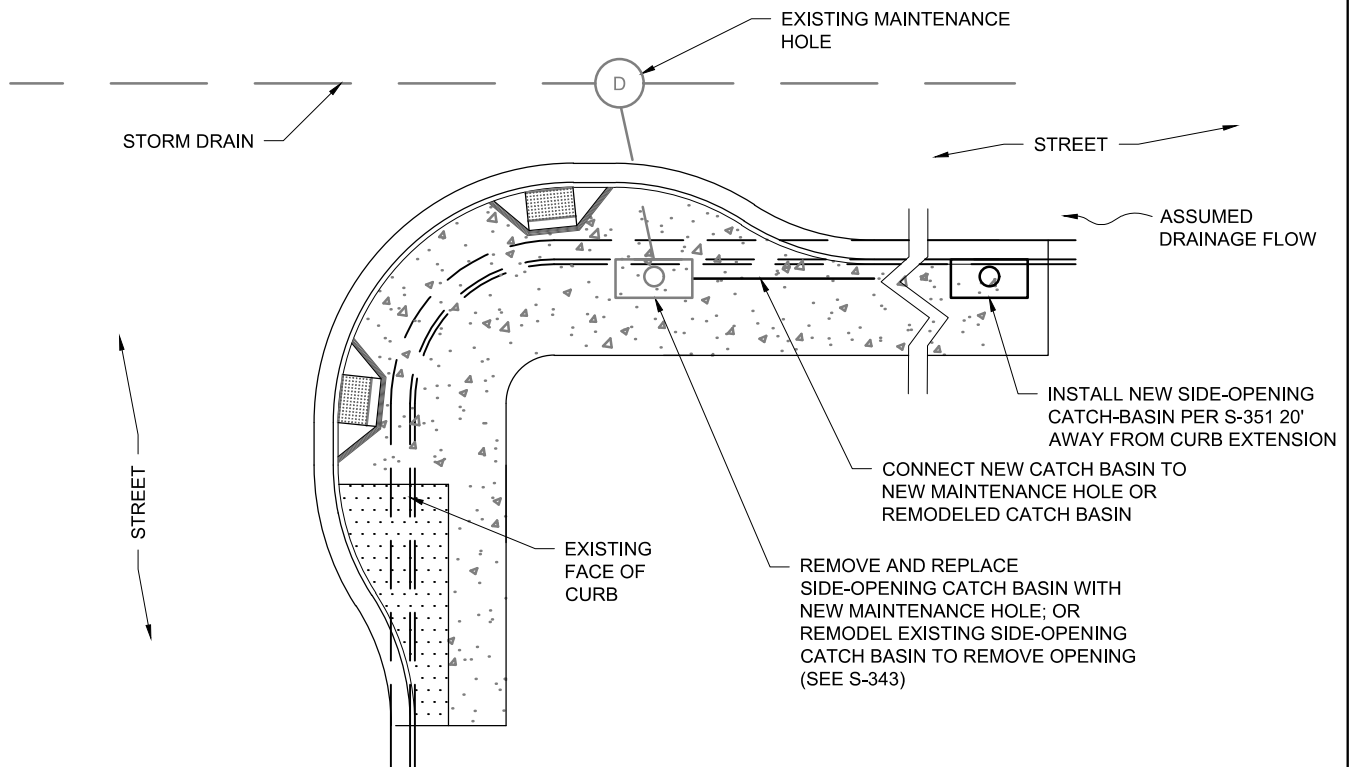 EXISTING MAINTENANCE
HOLE
D
STORM DRAIN
STREET
ASSUMED
DRAINAGE FLOW
INSTALL NEW SIDE-OPENING
CATCH-BASIN PER S-351 20'
AWAY FROM CURB EXTENSION
CONNECT NEW CATCH BASIN TO
NEW MAINTENANCE HOLE OR
REMODELED CATCH BASIN
STREET
EXISTING
FACE OF
CURB
REMOVE AND REPLACE
SIDE-OPENING CATCH BASIN WITH
NEW MAINTENANCE HOLE; OR
REMODEL EXISTING SIDE-OPENING
CATCH BASIN TO REMOVE OPENING
(SEE S-343)